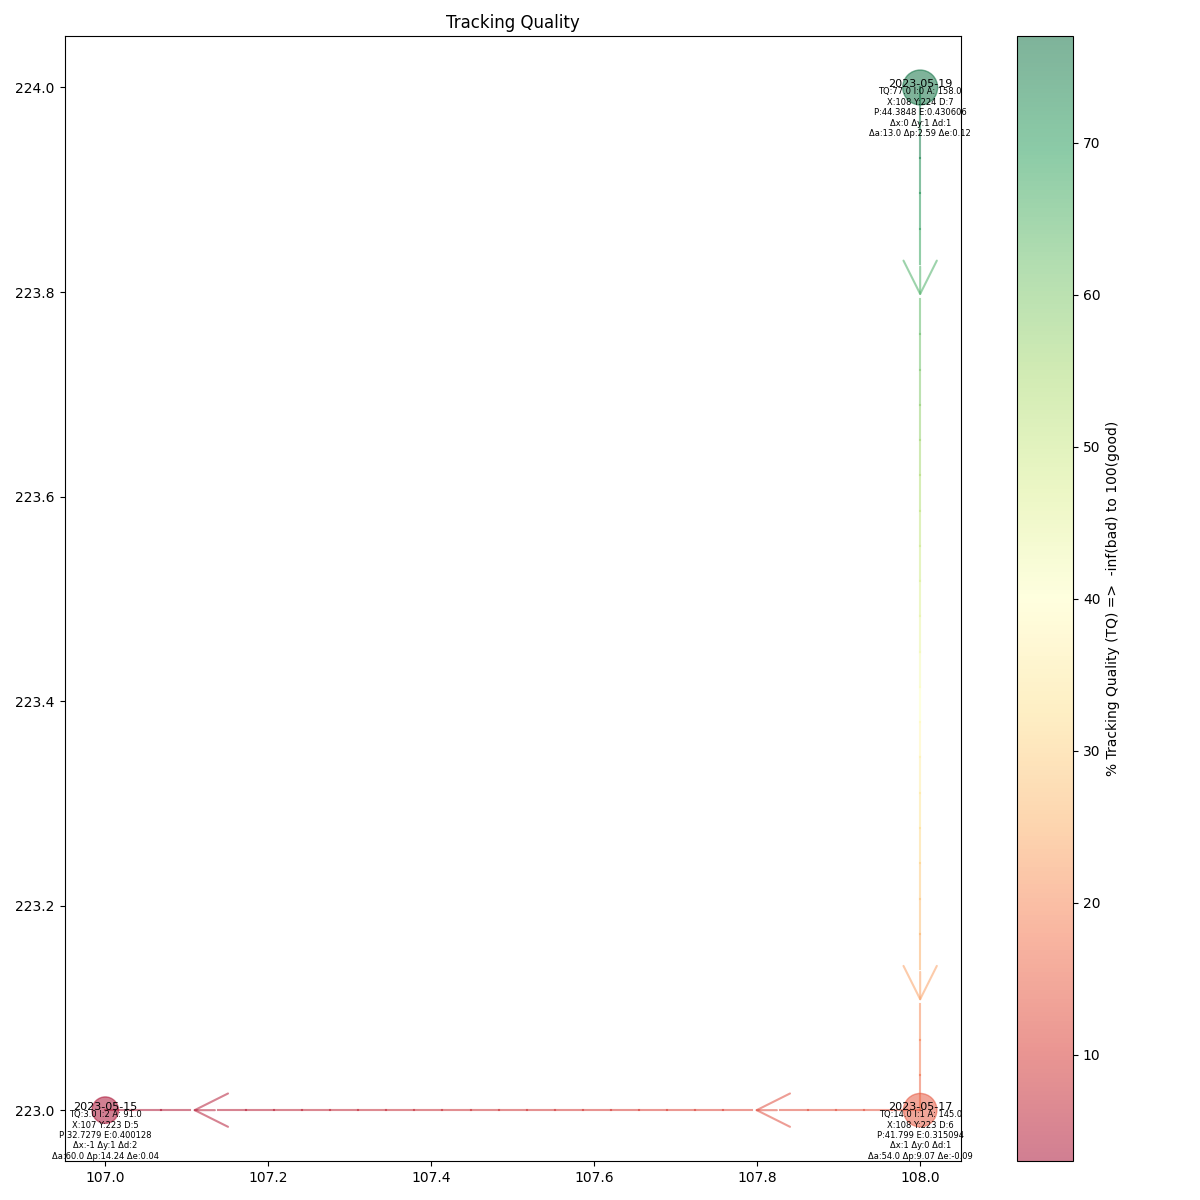 Tracking Quality
224.0
223.8
223.6
223.4
223.2
223.0
107.0
107.2
107.4
107.6
107.8
108.0
2023-05-19
TQ:77.0 I:0 A: 158.0
X:108 Y:224 D:7
P:44.3848 E:0.430606
Δx:0 Δy:1 Δd:1
Δa:13.0 Δp:2.59 Δe:0.12
2023-05-15
TQ:3.0 I:2 A: 91.0
X:107 Y:223 D:5
P:32.7279 E:0.400128
Δx:-1 Δy:1 Δd:2
Δa:60.0 Δp:14.24 Δe:0.04
2023-05-17
TQ:14.0 I:1 A: 145.0
X:108 Y:223 D:6
P:41.799 E:0.315094
Δx:1 Δy:0 Δd:1
Δa:54.0 Δp:9.07 Δe:-0.09
70
60
50
40
30
20
10
% Tracking Quality (TQ) => -inf(bad) to 100(good)